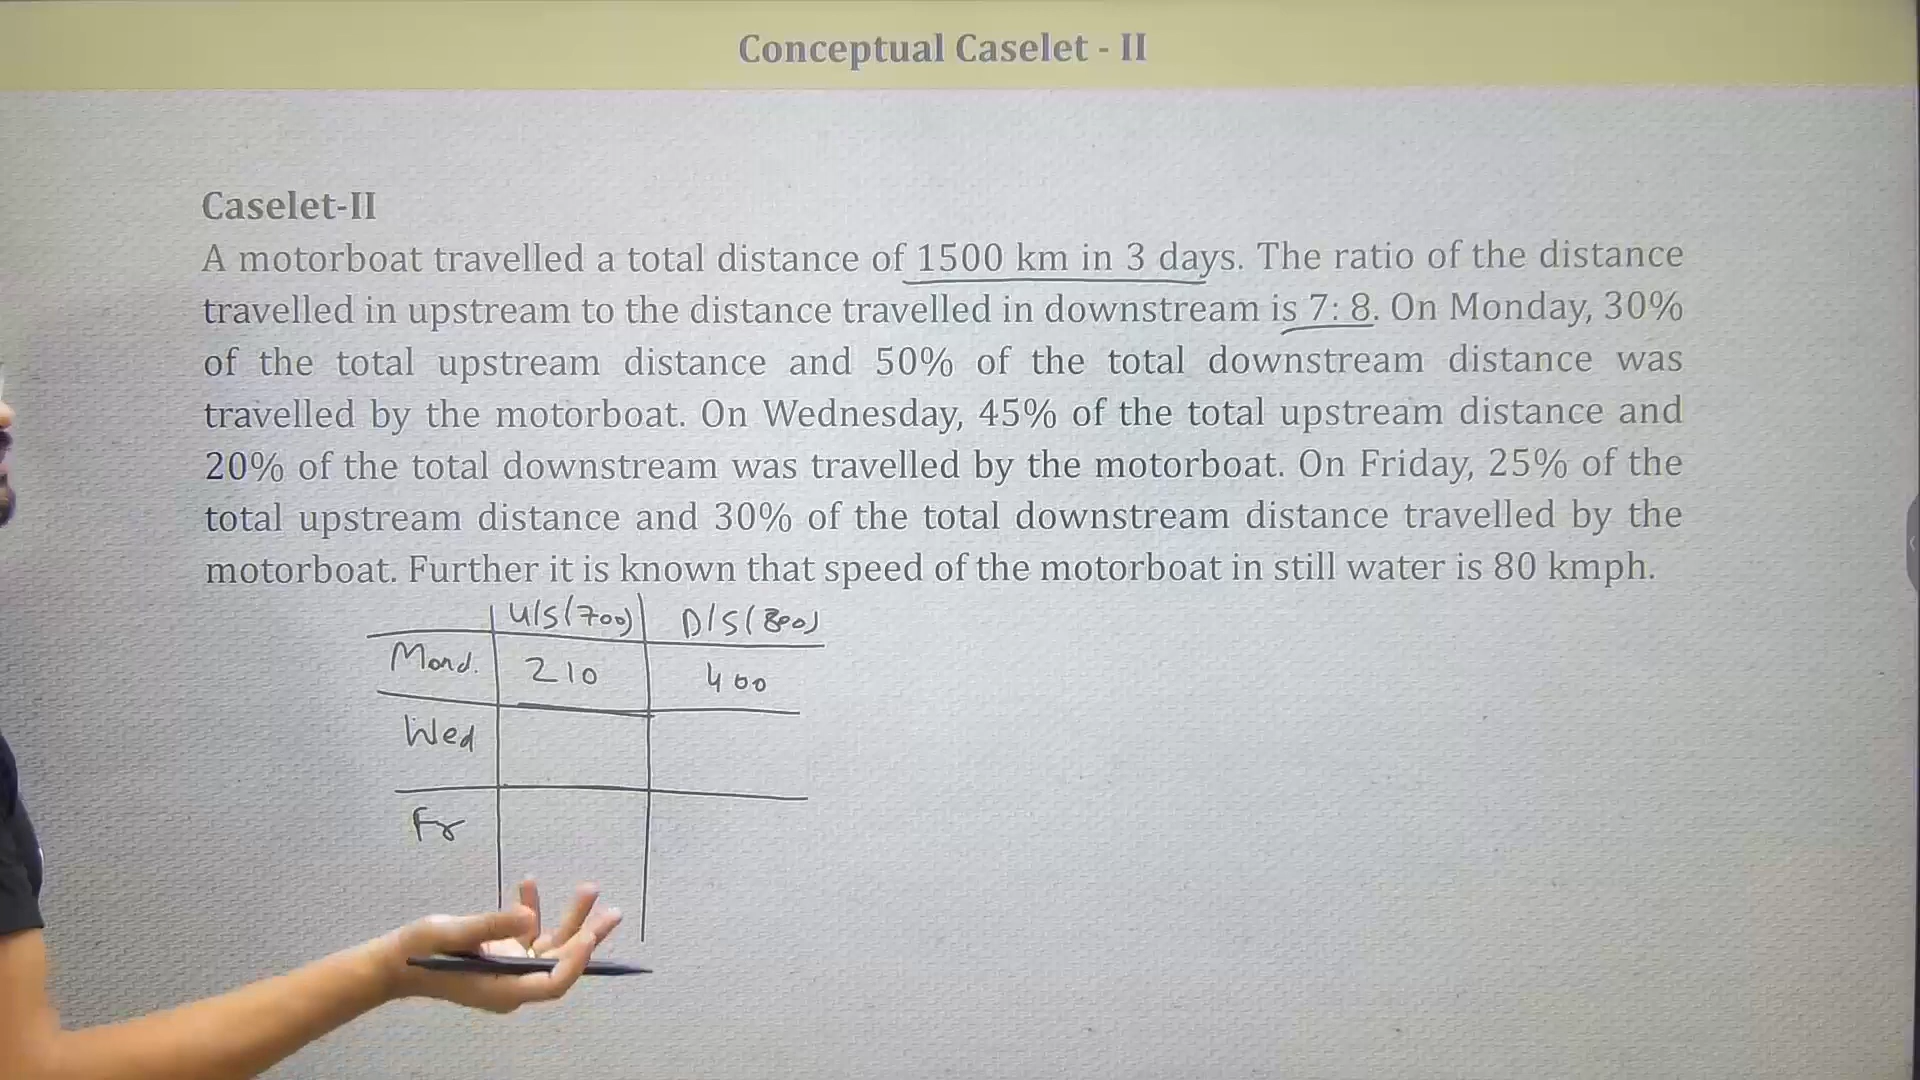 Conceptual Caselet - II
Caselet-II
A motorboat travelled a total distance of 1500 km in 3 days. The ratio of the distance
travelled in upstream to the distance travelled in downstream is 7: 8. On Monday, 30%
of the total upstream distance and 50% of the total downstream distance was
travelled by the motorboat. On Wednesday, 45% of the total upstream distance and
20% of the total downstream was travelled by the motorboat. On Friday, 25% of the
total upstream distance and 30% of the total downstream distance travelled by the
motorboat. Further it is known that speed of the motorboat in still water is 80 kmph.
U/S(700) D/S(800)
Mond. 210 400
Wed
Fr